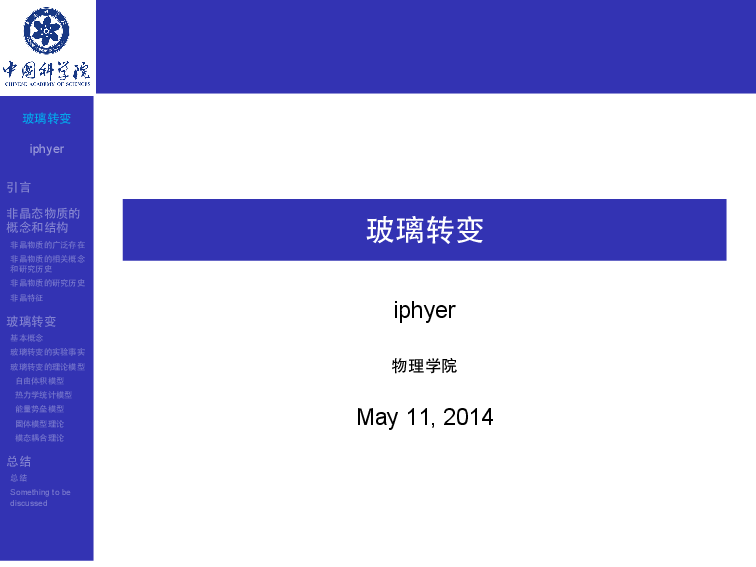 中国科学院
CHINESE ACADEMY OF SCIENCES
玻璃转变
iphyer
引言
非晶态物质的
概念和结构
非晶物质的广泛存在
非晶物质的相关概念
和研究历史
非晶物质的研究历史
非晶特征
玻璃转变
基本概念
玻璃转变的实验事实
玻璃转变的理论模型
自由体积模型
热力学统计模型
能量势垒模型
固体模型理论
模态耦合理论
总结
总结
Something to be
discussed
玻璃转变
iphyer
物理学院
May 11, 2014